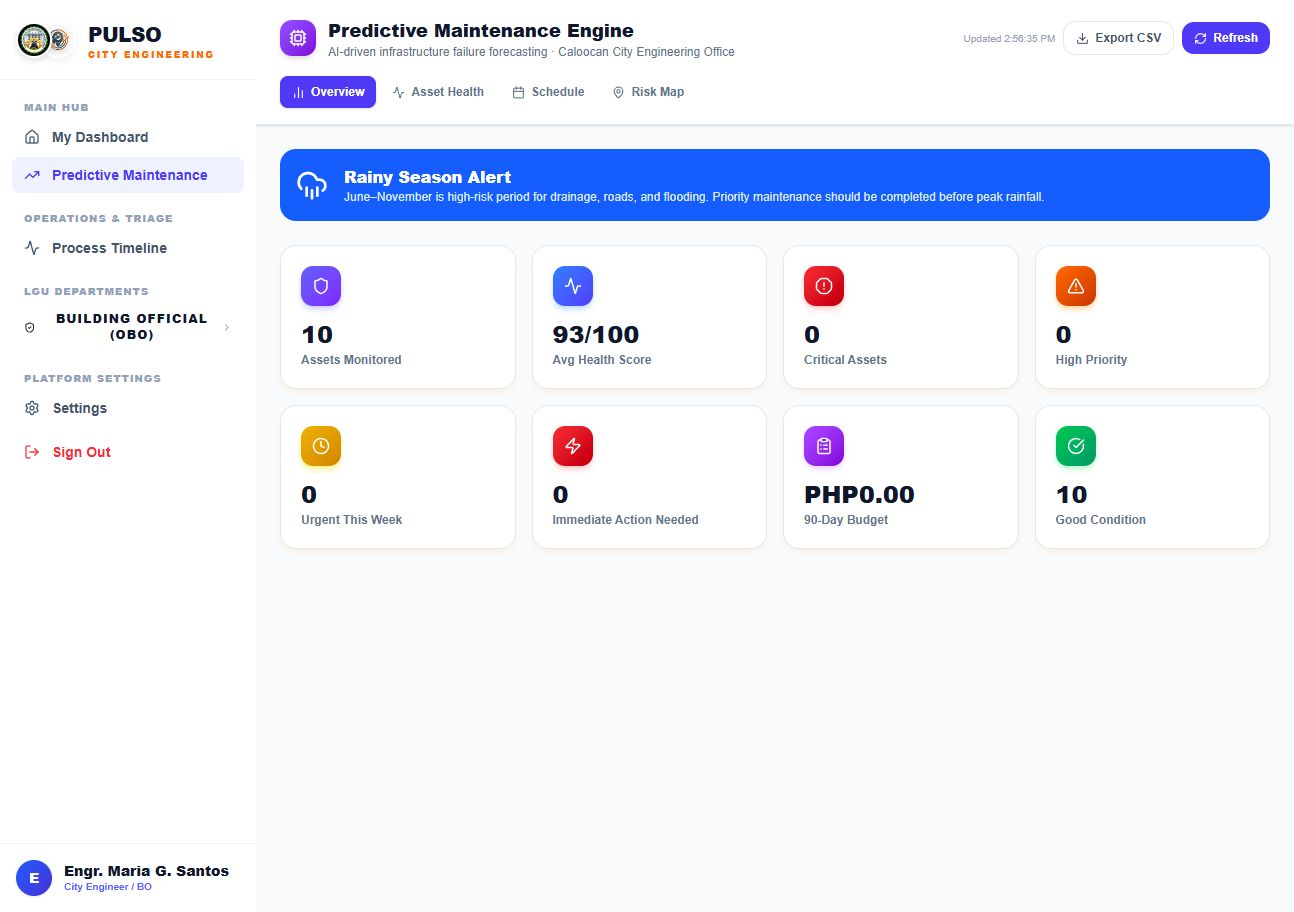 PULSO
CITY ENGINEERING
MAIN HUB
My Dashboard
Predictive Maintenance
OPERATIONS & TRIAGE
Process Timeline
LGU DEPARTMENTS
BUILDING OFFICIAL
(OBO)
PLATFORM SETTINGS
Settings
Sign Out
E
Engr. Maria G. Santos
City Engineer / BO
Predictive Maintenance Engine
AI-driven infrastructure failure forecasting · Caloocan City Engineering Office
Updated 2:56:35 PM
Export CSV
Refresh
Overview
Asset Health
Schedule
Risk Map
Rainy Season Alert
June–November is high-risk period for drainage, roads, and flooding. Priority maintenance should be completed before peak rainfall.
10
Assets Monitored
93/100
Avg Health Score
0
Critical Assets
0
High Priority
0
Urgent This Week
0
Immediate Action Needed
PHP0.00
90-Day Budget
10
Good Condition